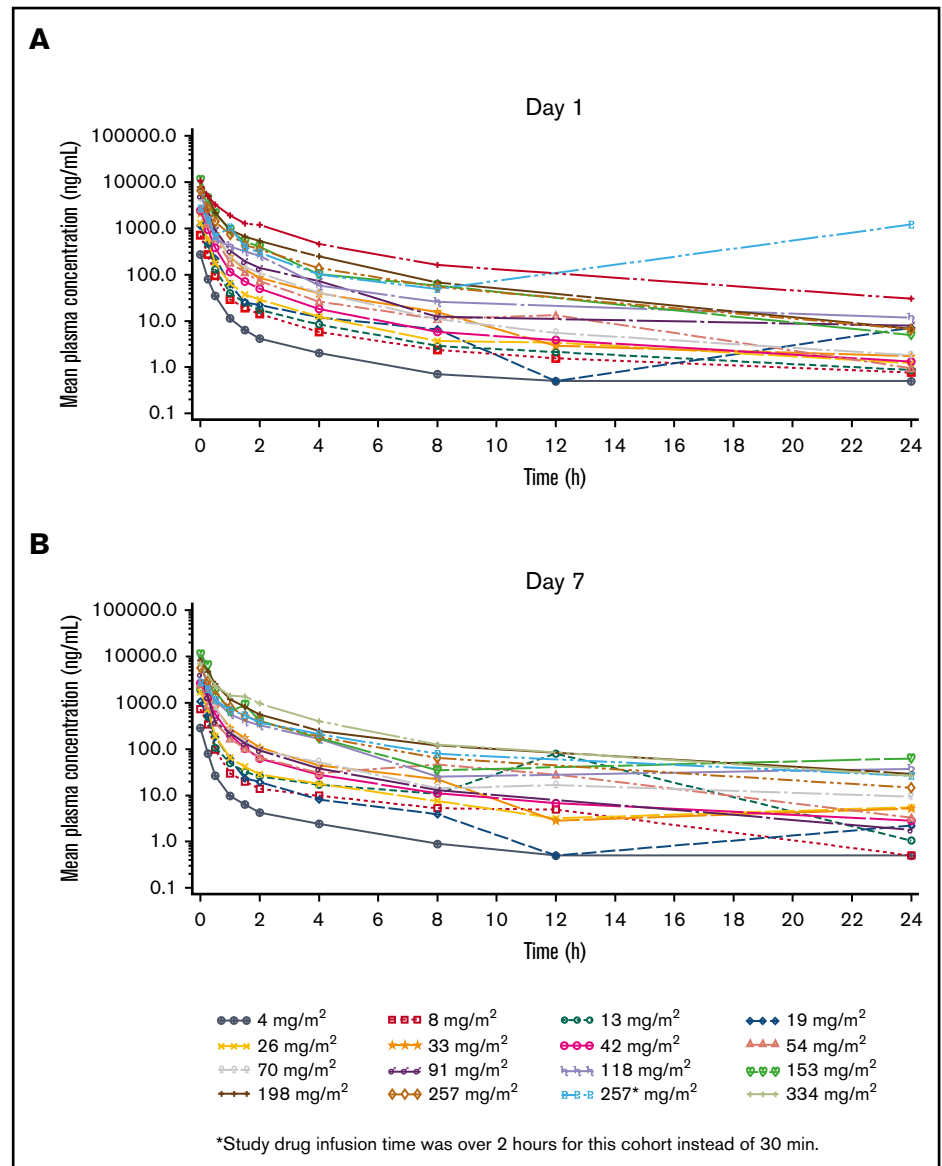 A
Day 1
Mean plasma concentration (ng/mL)
100000.0
10000.0
1000.0
100.0
10.0
1.0
0.1
0 2 4 6 8 10 12 14 16 18 20 22 24
Time (h)
B
Day 7
Mean plasma concentration (ng/mL)
100000.0
10000.0
1000.0
100.0
10.0
1.0
0.1
0 2 4 6 8 10 12 14 16 18 20 22 24
Time (h)
4 mg/m² 8 mg/m² 13 mg/m² 19 mg/m²
26 mg/m² 33 mg/m² 42 mg/m² 54 mg/m²
70 mg/m² 91 mg/m² 118 mg/m² 153 mg/m²
198 mg/m² 257 mg/m² 257* mg/m² 334 mg/m²
*Study drug infusion time was over 2 hours for this cohort instead of 30 min.